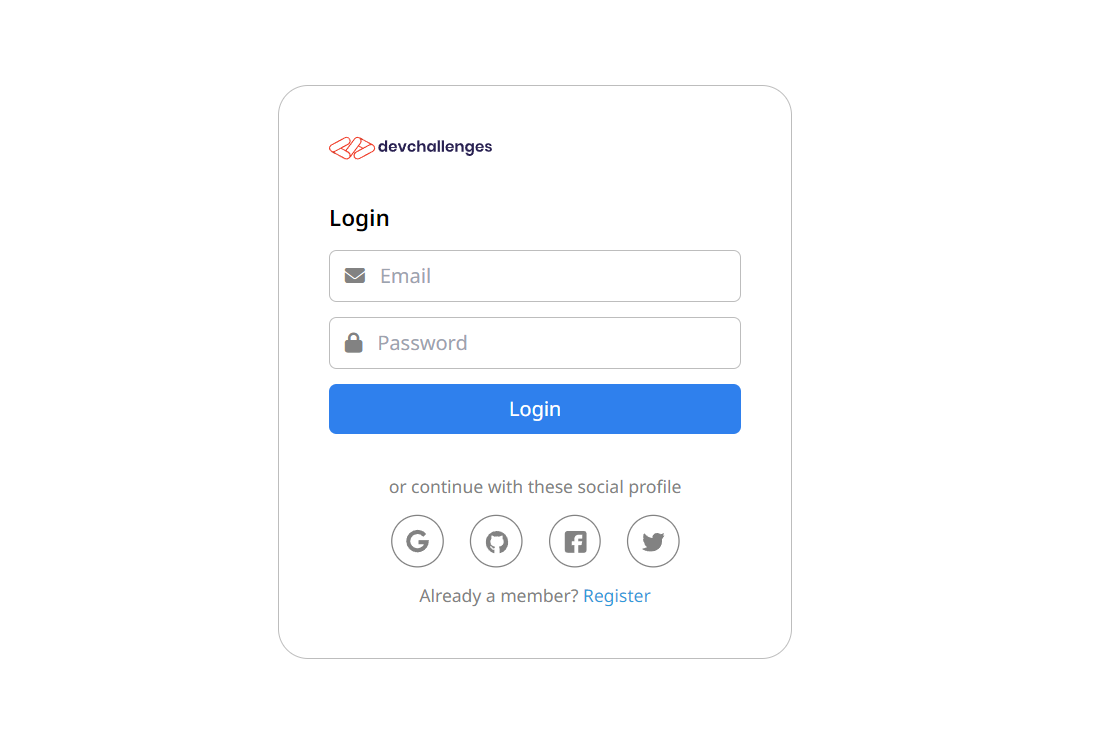 devchallenges
Login
Email
Password
Login
or continue with these social profile
Already a member? Register